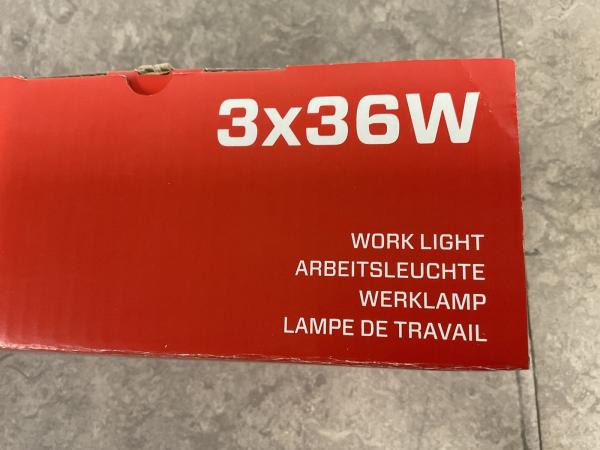 3x36W
WORK LIGHT
ARBEITSLEUCHTE
WERKLAMP
LAMPE DE TRAVAIL